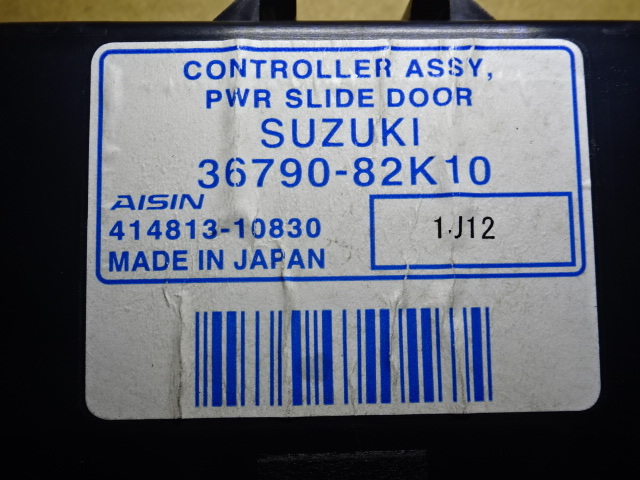 CONTROLLER ASSY,
PWR SLIDE DOOR
SUZUKI
36790-82K10
AISIN
414813-10830
1J12
MADE IN JAPAN